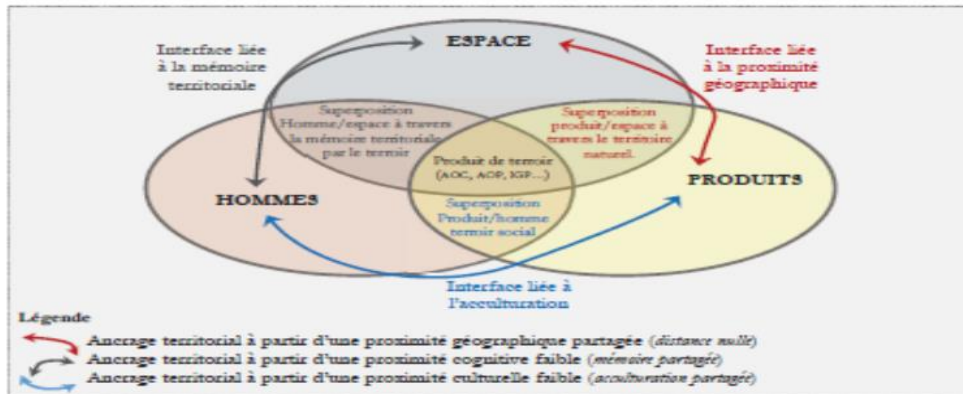 ESPACE
Interface liée
à la mémoire
territoriale
Interface liée
à la proximité
géographique
Superposition
Homme/espace à travers
la mémoire territoriale
par le terroir
Superposition
produit/espace à
travers le territoire
naturel.
Produit de terroir
(AOC, AOP, IGP...)
HOMMES
PRODUITS
Superposition
Produit/homme
terroir social
Interface liée à
l'acculturation
Légende
Ancrage territorial à partir d'une proximité géographique partagée (distance nulle)
Ancrage territorial à partir d'une proximité cognitive faible (mémoire partagée)
Ancrage territorial à partir d'une proximité culturelle faible (acculturation partagée)